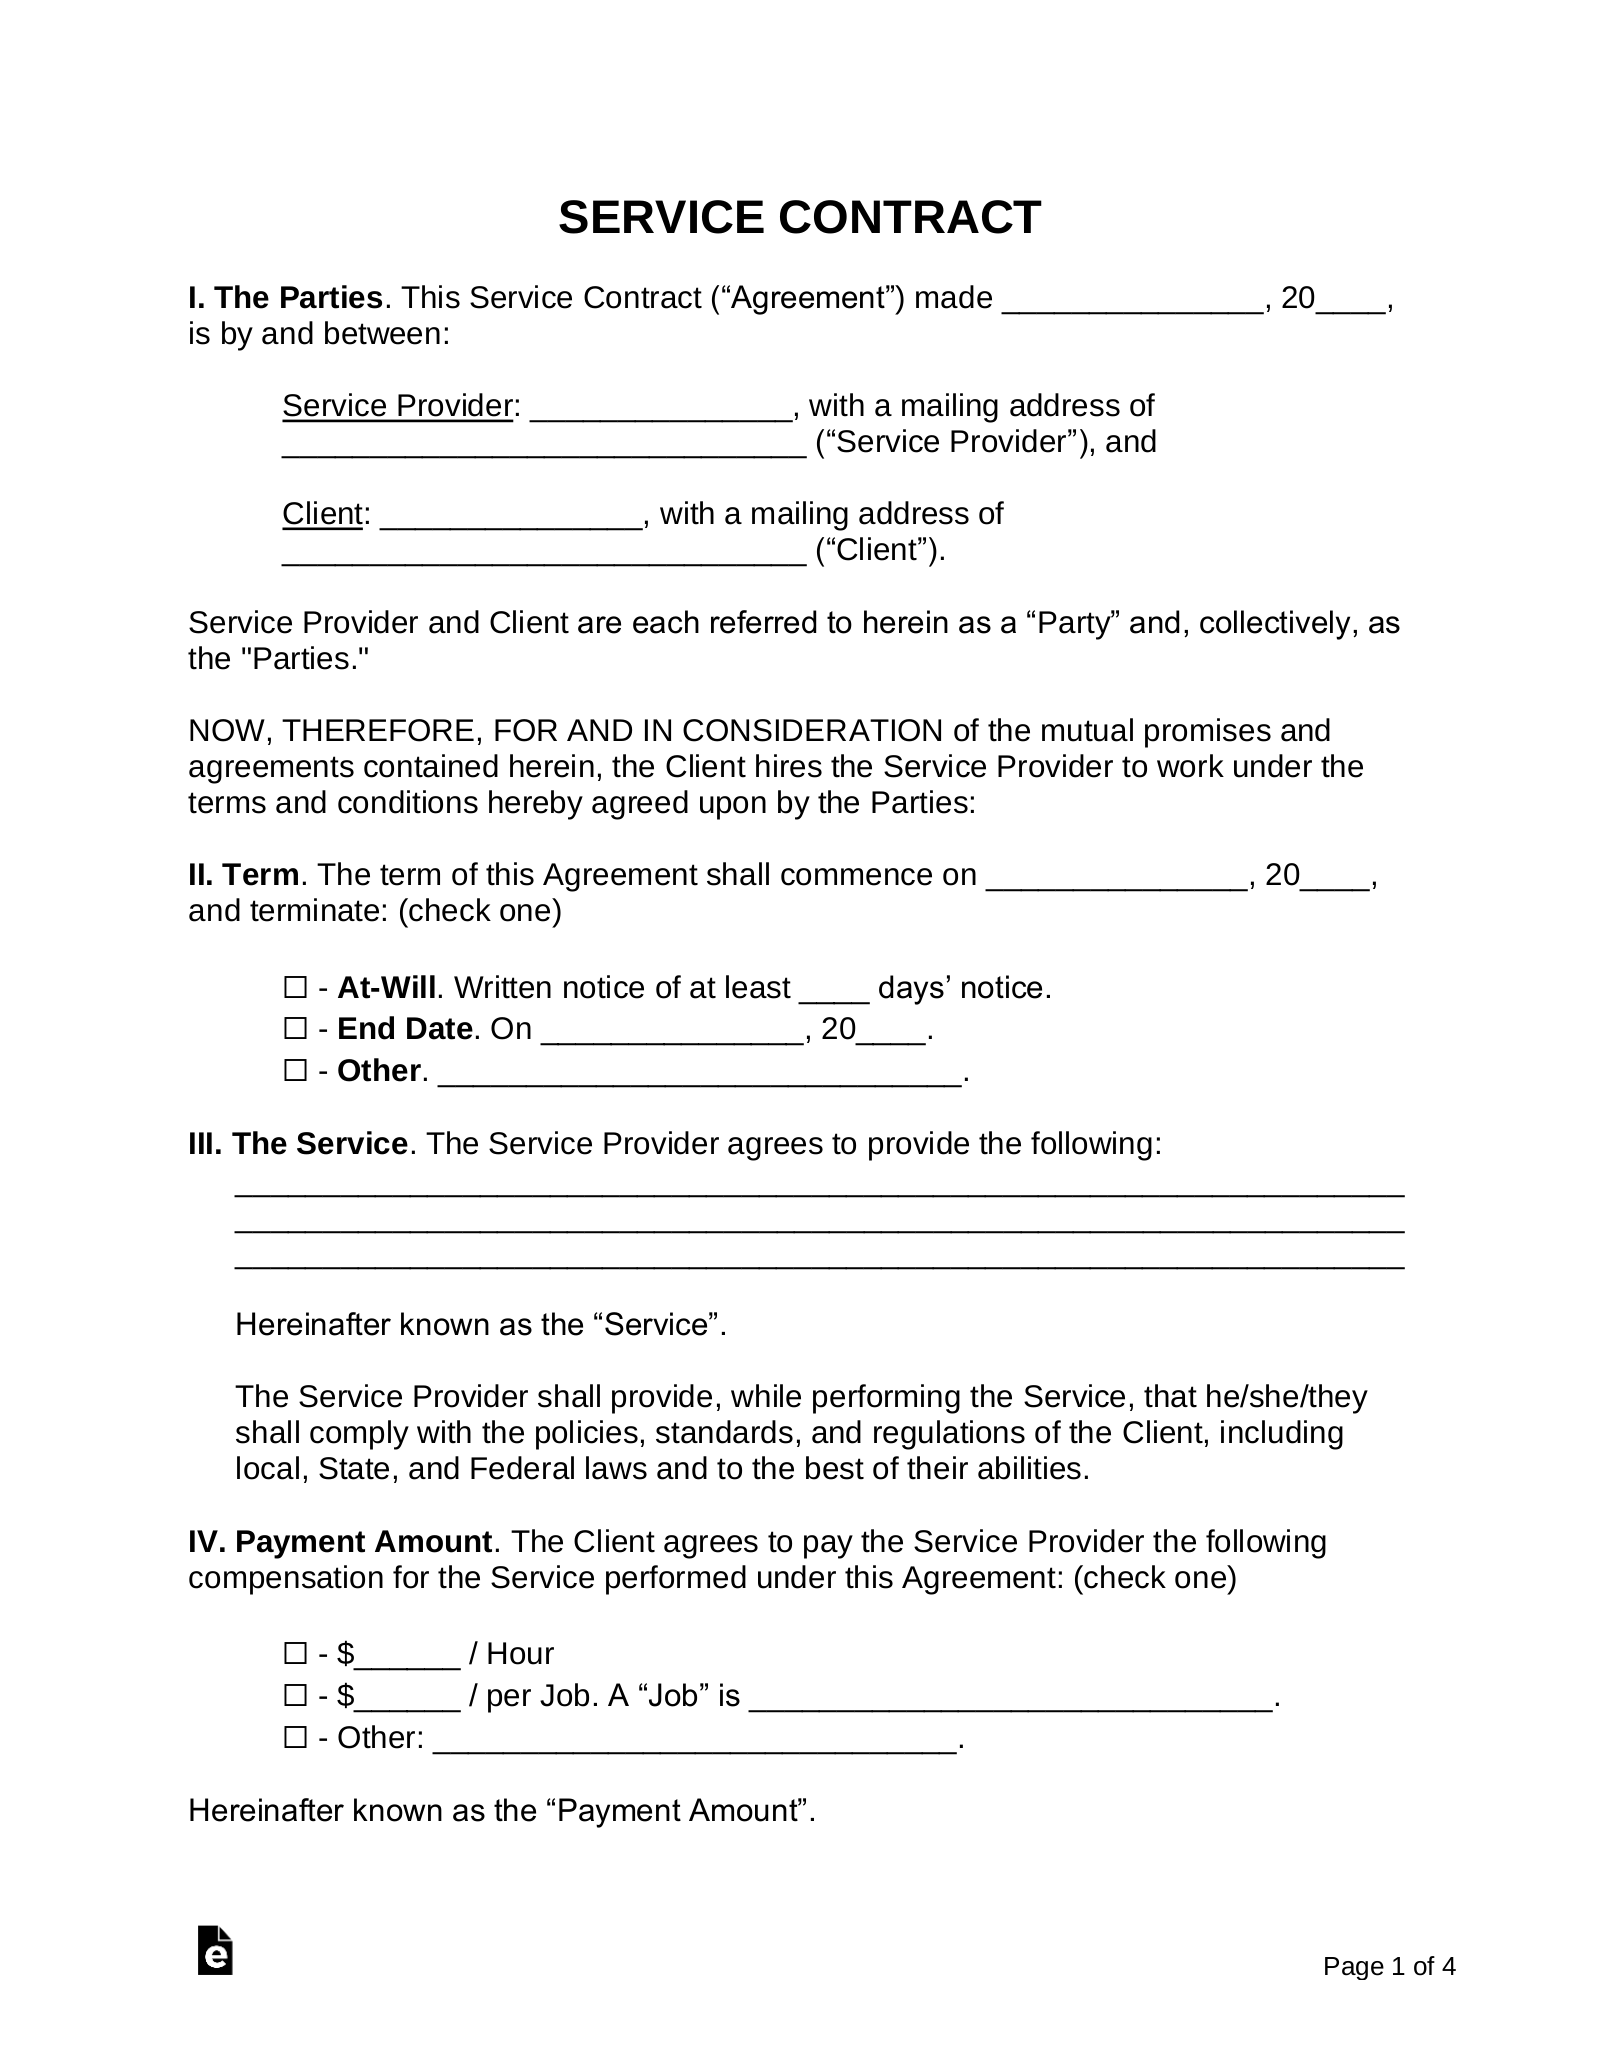 SERVICE CONTRACT
I. The Parties. This Service Contract (“Agreement”) made _______________, 20____,
is by and between:
Service Provider: _______________, with a mailing address of
______________________________ (“Service Provider”), and
Client: _______________, with a mailing address of
______________________________ (“Client”).
Service Provider and Client are each referred to herein as a “Party” and, collectively, as
the "Parties."
NOW, THEREFORE, FOR AND IN CONSIDERATION of the mutual promises and
agreements contained herein, the Client hires the Service Provider to work under the
terms and conditions hereby agreed upon by the Parties:
II. Term. The term of this Agreement shall commence on _______________, 20____,
and terminate: (check one)
☐ - At-Will. Written notice of at least ____ days’ notice.
☐ - End Date. On _______________, 20____.
☐ - Other. ______________________________.
III. The Service. The Service Provider agrees to provide the following:
___________________________________________________________________
___________________________________________________________________
___________________________________________________________________
Hereinafter known as the “Service”.
The Service Provider shall provide, while performing the Service, that he/she/they
shall comply with the policies, standards, and regulations of the Client, including
local, State, and Federal laws and to the best of their abilities.
IV. Payment Amount. The Client agrees to pay the Service Provider the following
compensation for the Service performed under this Agreement: (check one)
☐ - $______ / Hour
☐ - $______ / per Job. A “Job” is ______________________________.
☐ - Other: ______________________________.
Hereinafter known as the “Payment Amount”.
e
Page 1 of 4